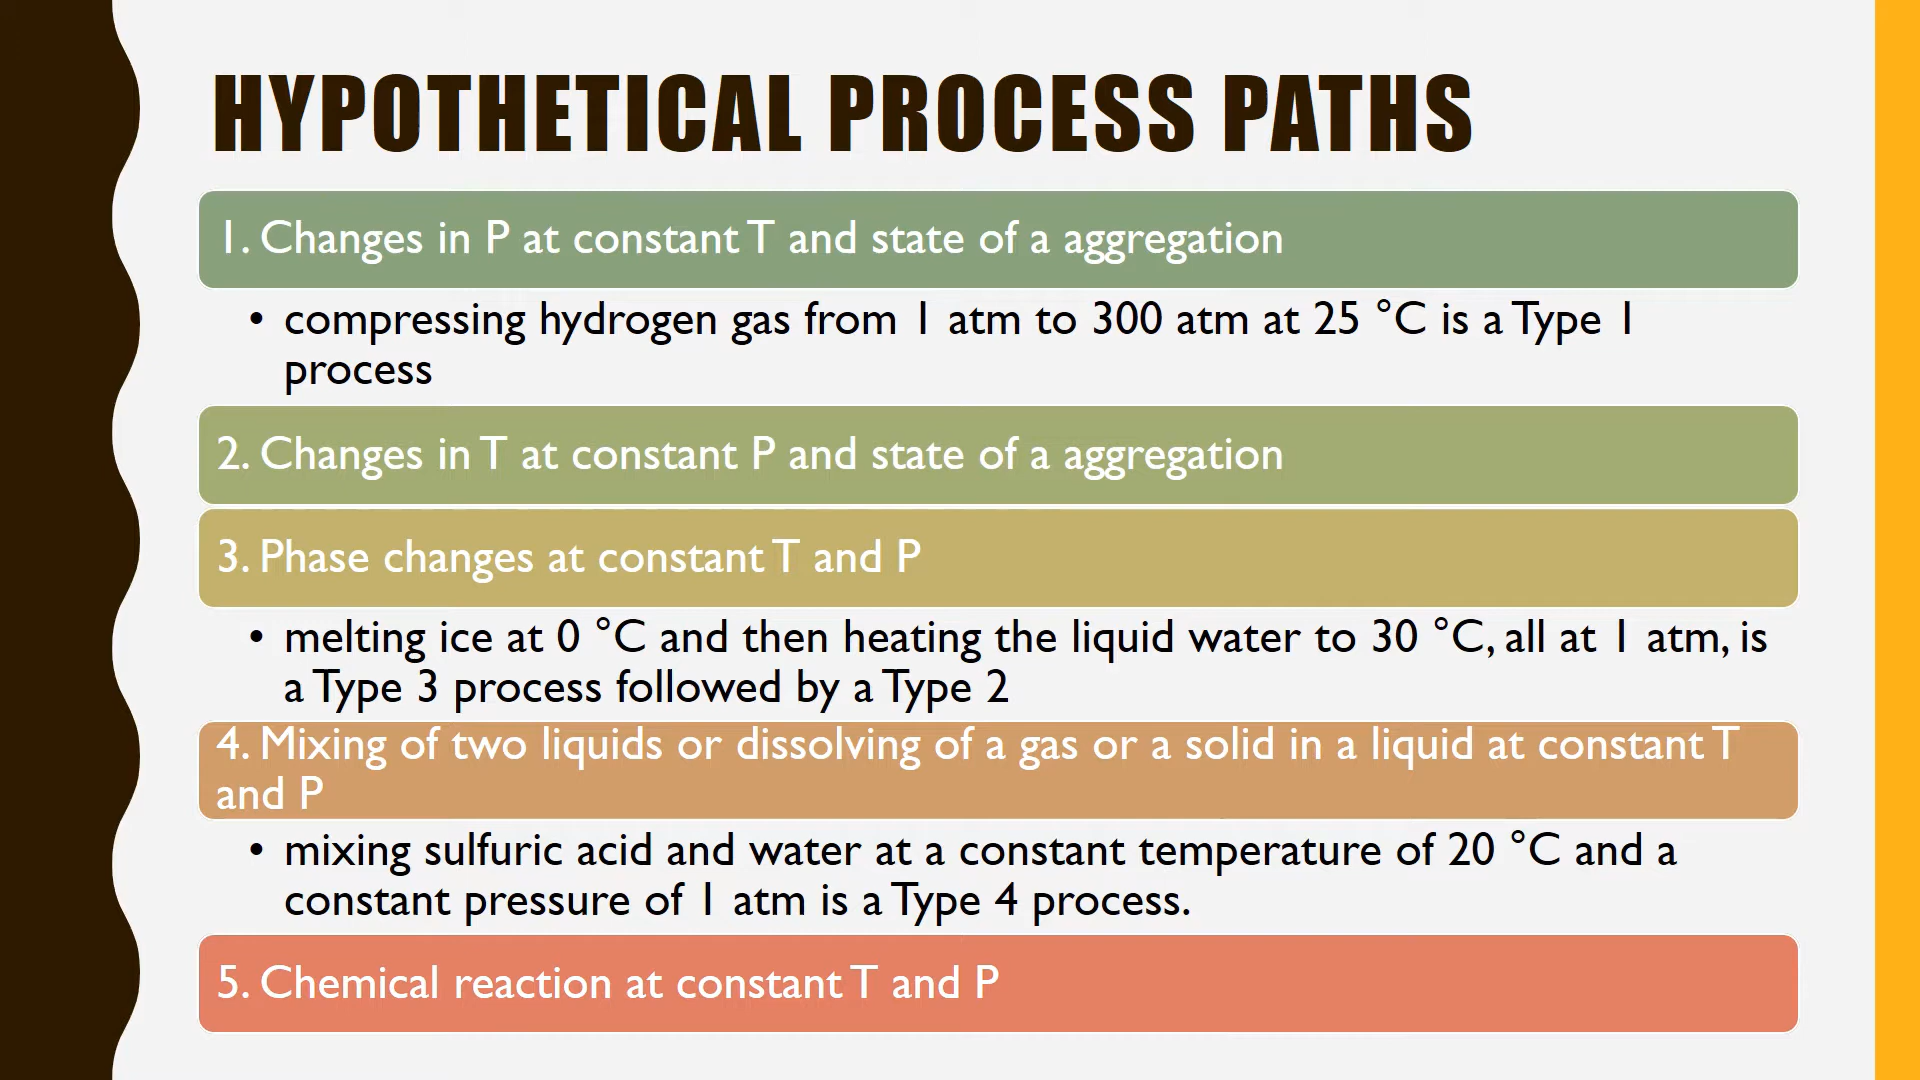 HYPOTHETICAL PROCESS PATHS
1. Changes in P at constant T and state of a aggregation
• compressing hydrogen gas from 1 atm to 300 atm at 25 °C is a Type 1
process
2. Changes in T at constant P and state of a aggregation
3. Phase changes at constant T and P
• melting ice at 0 °C and then heating the liquid water to 30 °C, all at 1 atm, is
a Type 3 process followed by a Type 2
4. Mixing of two liquids or dissolving of a gas or a solid in a liquid at constant T
and P
• mixing sulfuric acid and water at a constant temperature of 20 °C and a
constant pressure of 1 atm is a Type 4 process.
5. Chemical reaction at constant T and P